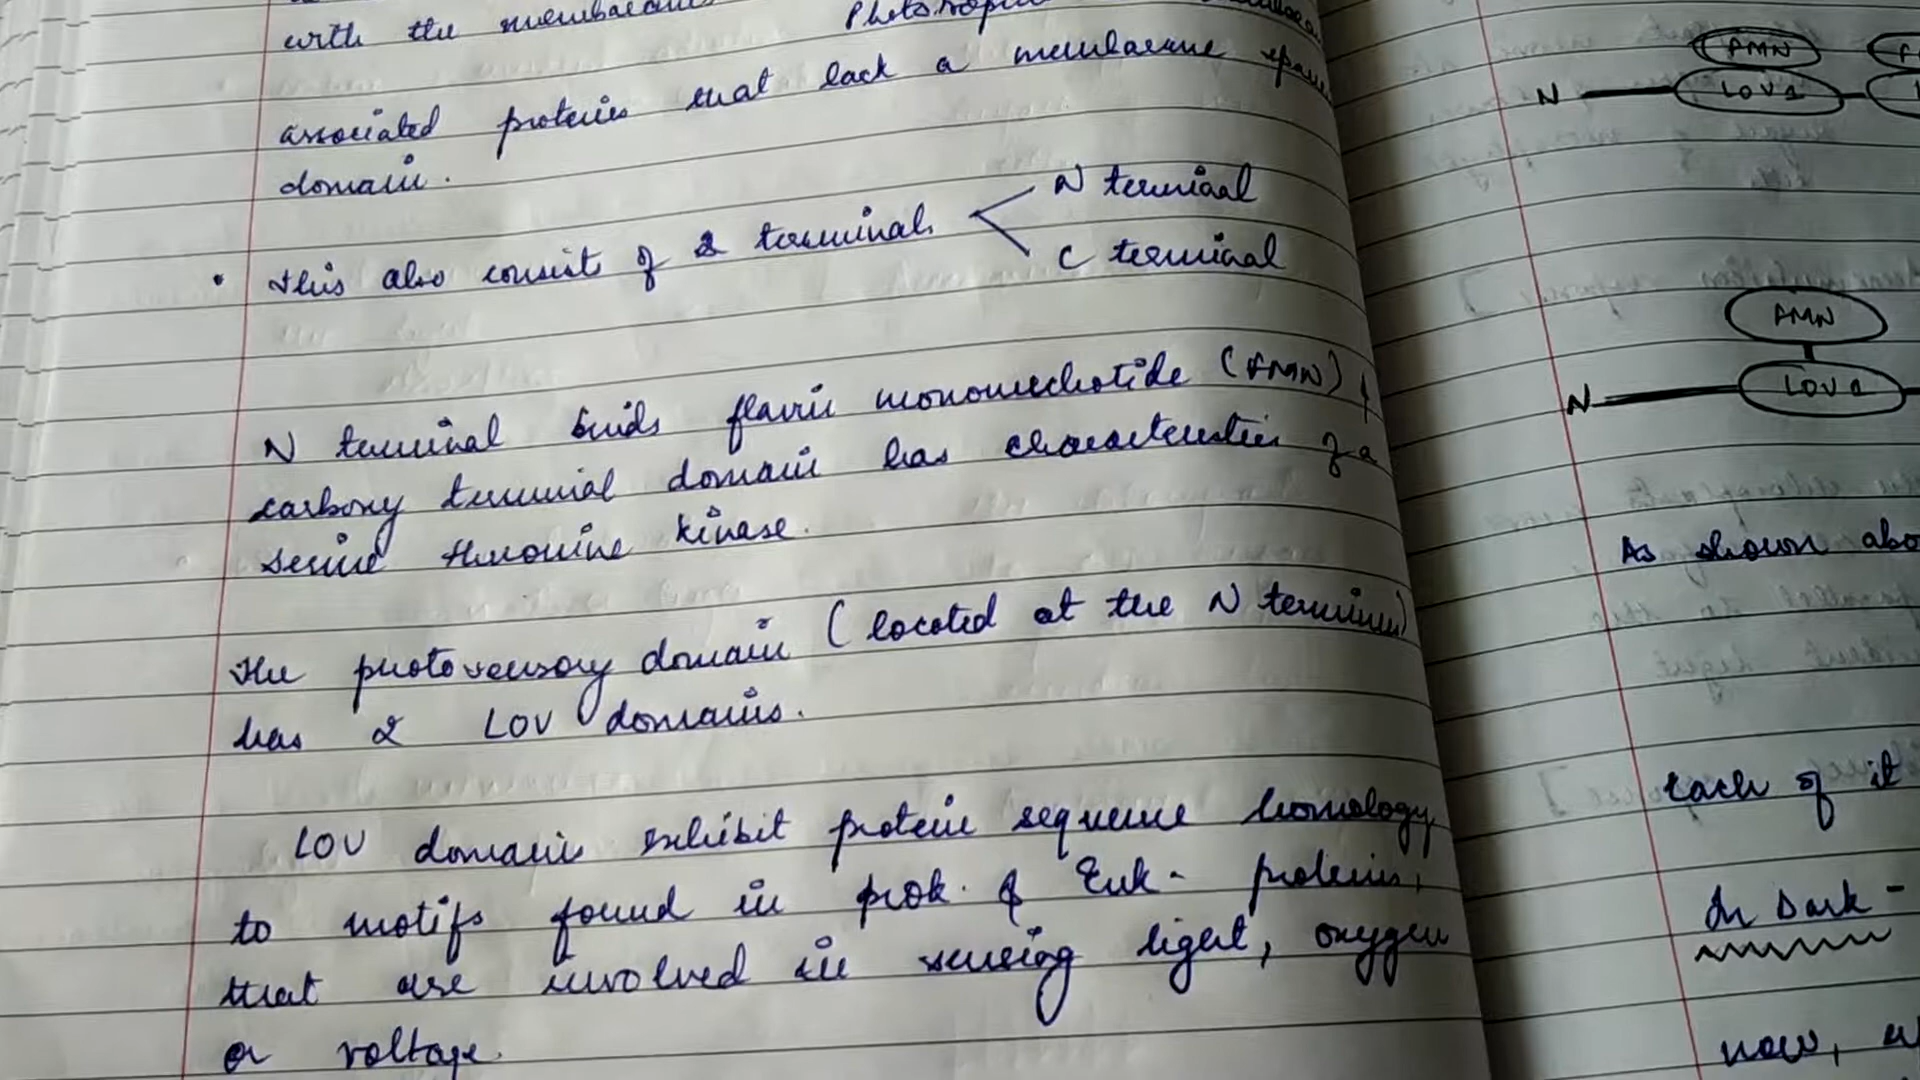 with the
associated proteins that lack a membrane
domain.
• This also consist of 2 terminals
N terminal
C terminal
N terminal binds flavin mononucleotide (FMN) &
carboxy terminal domain has characteristics of a
serine threonine kinase.
The photosensory domain (located at the N terminus)
has 2 LOV domains.
LOV domains exhibit protein sequence homology
to motifs found in prok. & Euk. proteins,
that are involved in sensing light, oxygen
or voltage.
FMN
N LOV1
FMN
N LOV1
As shown
Each of it
In Dark -
now,